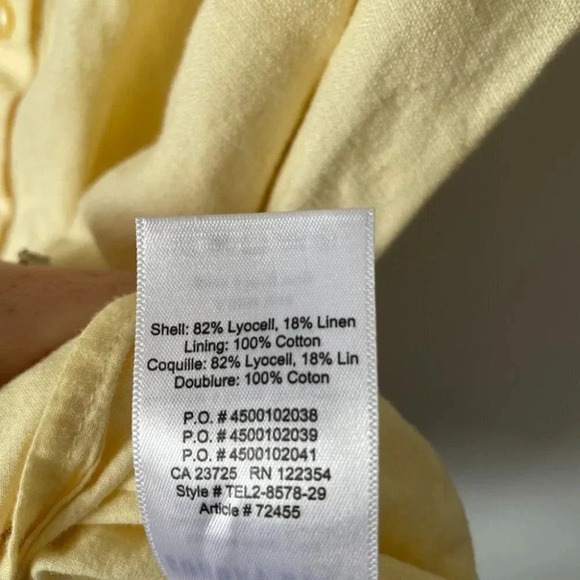 Shell: 82% Lyocell, 18% Linen
Lining: 100% Cotton
Coquille: 82% Lyocell, 18% Lin
Doublure: 100% Coton
P.O. # 4500102038
P.O. # 4500102039
P.O. # 4500102041
CA 23725 RN 122354
Style # TEL2-8578-29
Article # 72455